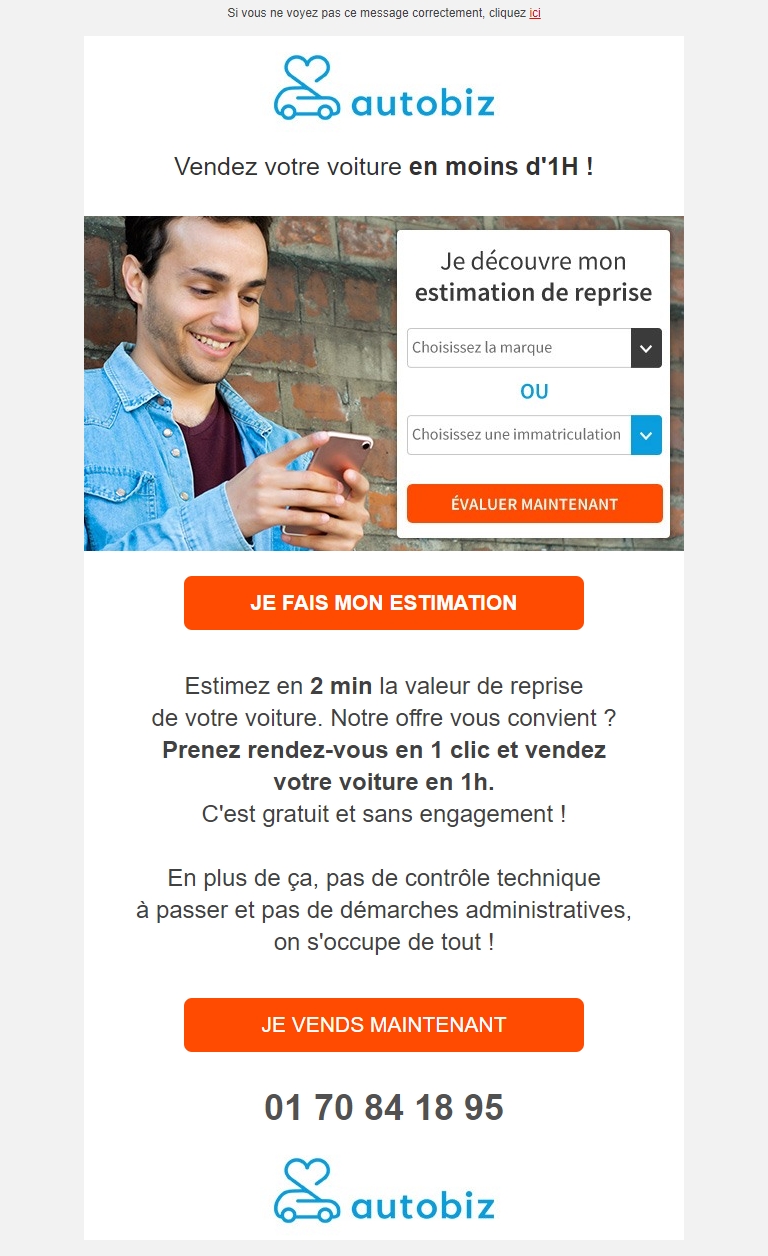 Si vous ne voyez pas ce message correctement, cliquez ici
autobiz
Vendez votre voiture en moins d'1H !
Je découvre mon
estimation de reprise
Choisissez la marque
OU
Choisissez une immatriculation
ÉVALUER MAINTENANT
JE FAIS MON ESTIMATION
Estimez en 2 min la valeur de reprise
de votre voiture. Notre offre vous convient ?
Prenez rendez-vous en 1 clic et vendez
votre voiture en 1h.
C'est gratuit et sans engagement !
En plus de ça, pas de contrôle technique
à passer et pas de démarches administratives,
on s'occupe de tout !
JE VENDS MAINTENANT
01 70 84 18 95
autobiz